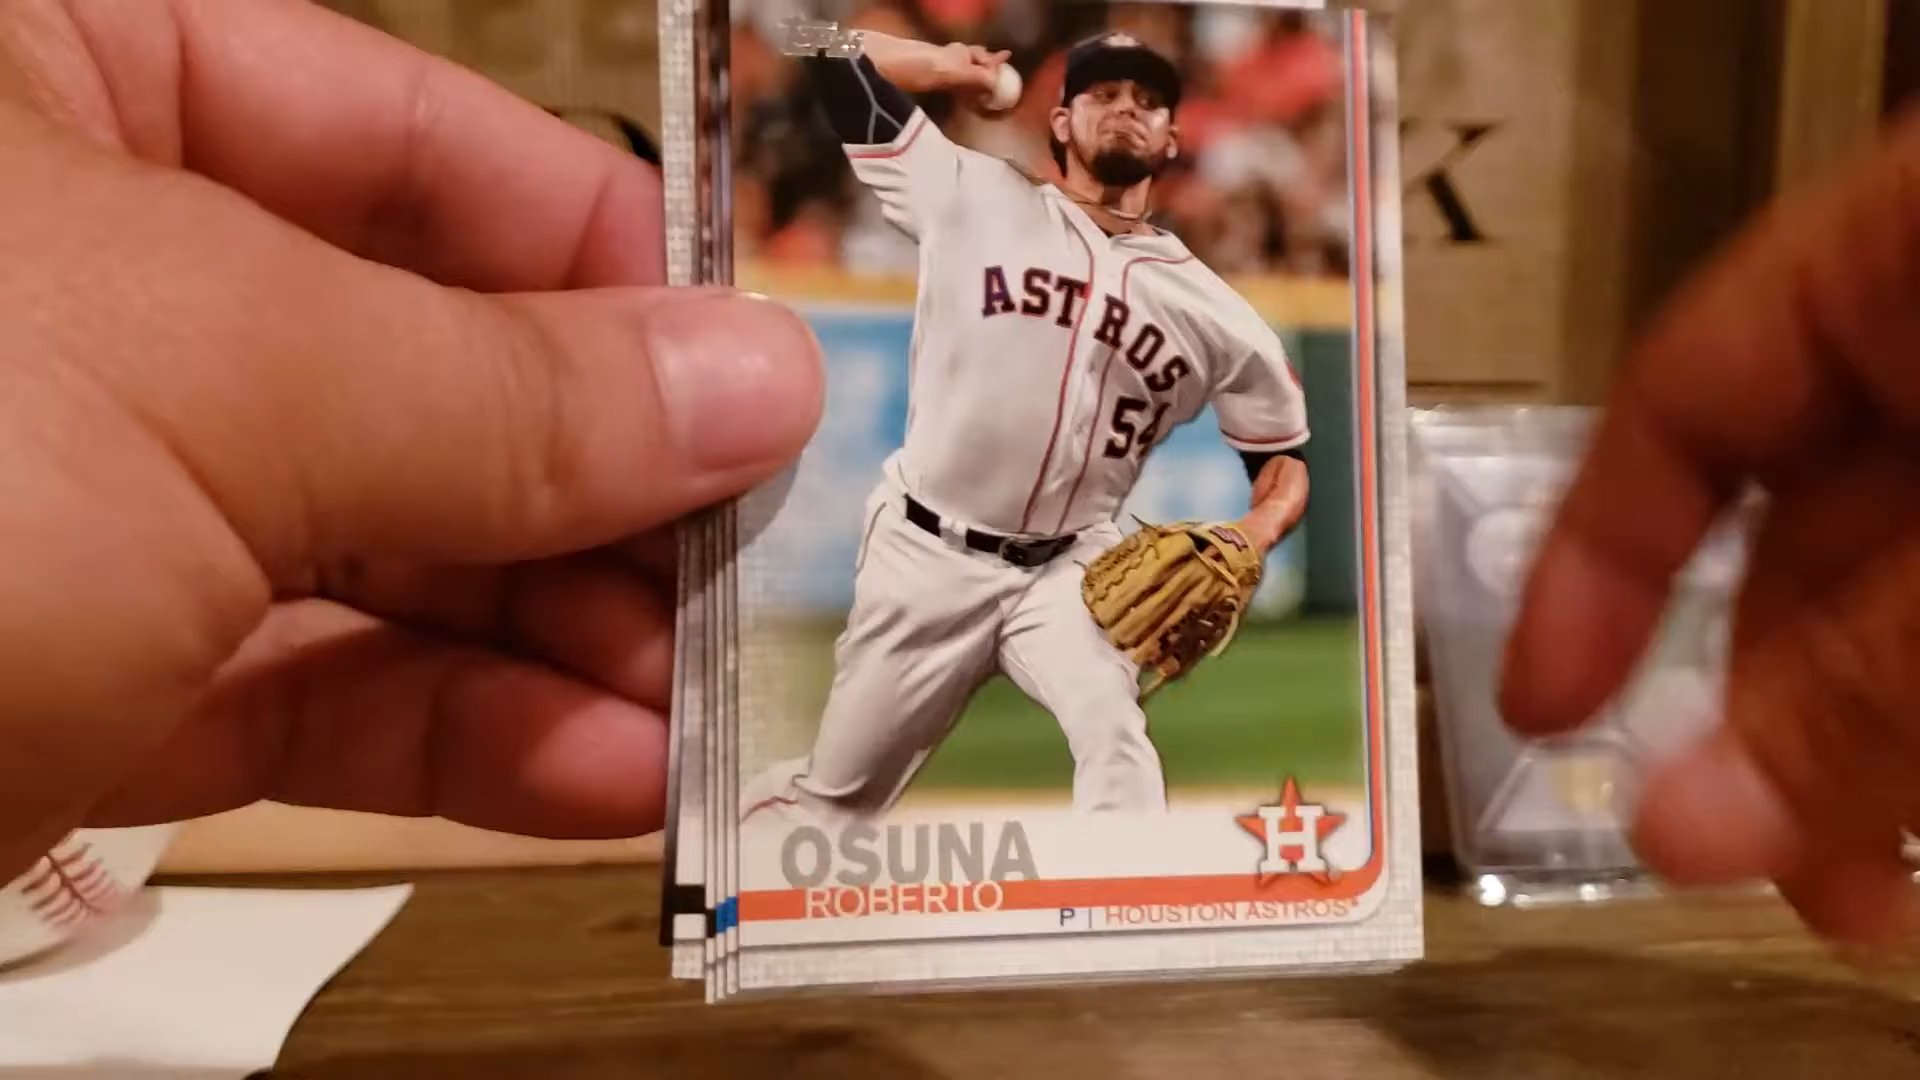 Topps
ASTROS
54
H
OSUNA
ROBERTO
P | HOUSTON ASTROS
K